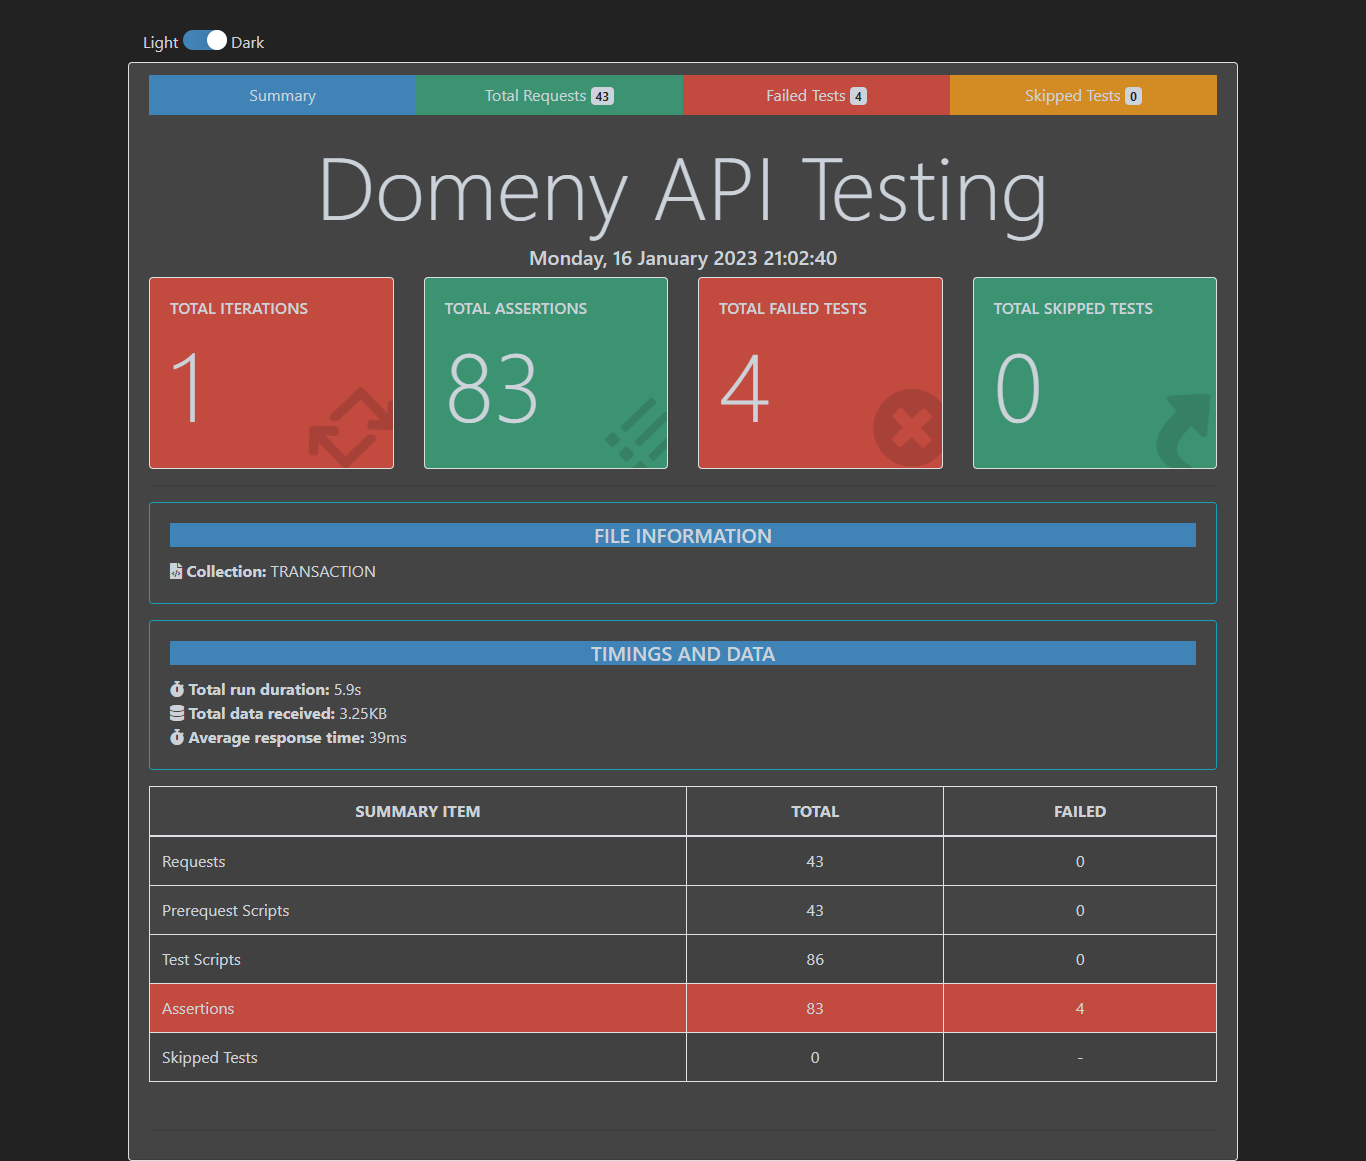 Light Dark
Summary Total Requests 43 Failed Tests 4 Skipped Tests 0
Domeny API Testing
Monday, 16 January 2023 21:02:40
TOTAL ITERATIONS TOTAL ASSERTIONS TOTAL FAILED TESTS TOTAL SKIPPED TESTS
1 83 4 0
FILE INFORMATION
Collection: TRANSACTION
TIMINGS AND DATA
Total run duration: 5.9s
Total data received: 3.25KB
Average response time: 39ms
SUMMARY ITEM TOTAL FAILED
Requests 43 0
Prerequest Scripts 43 0
Test Scripts 86 0
Assertions 83 4
Skipped Tests 0 -